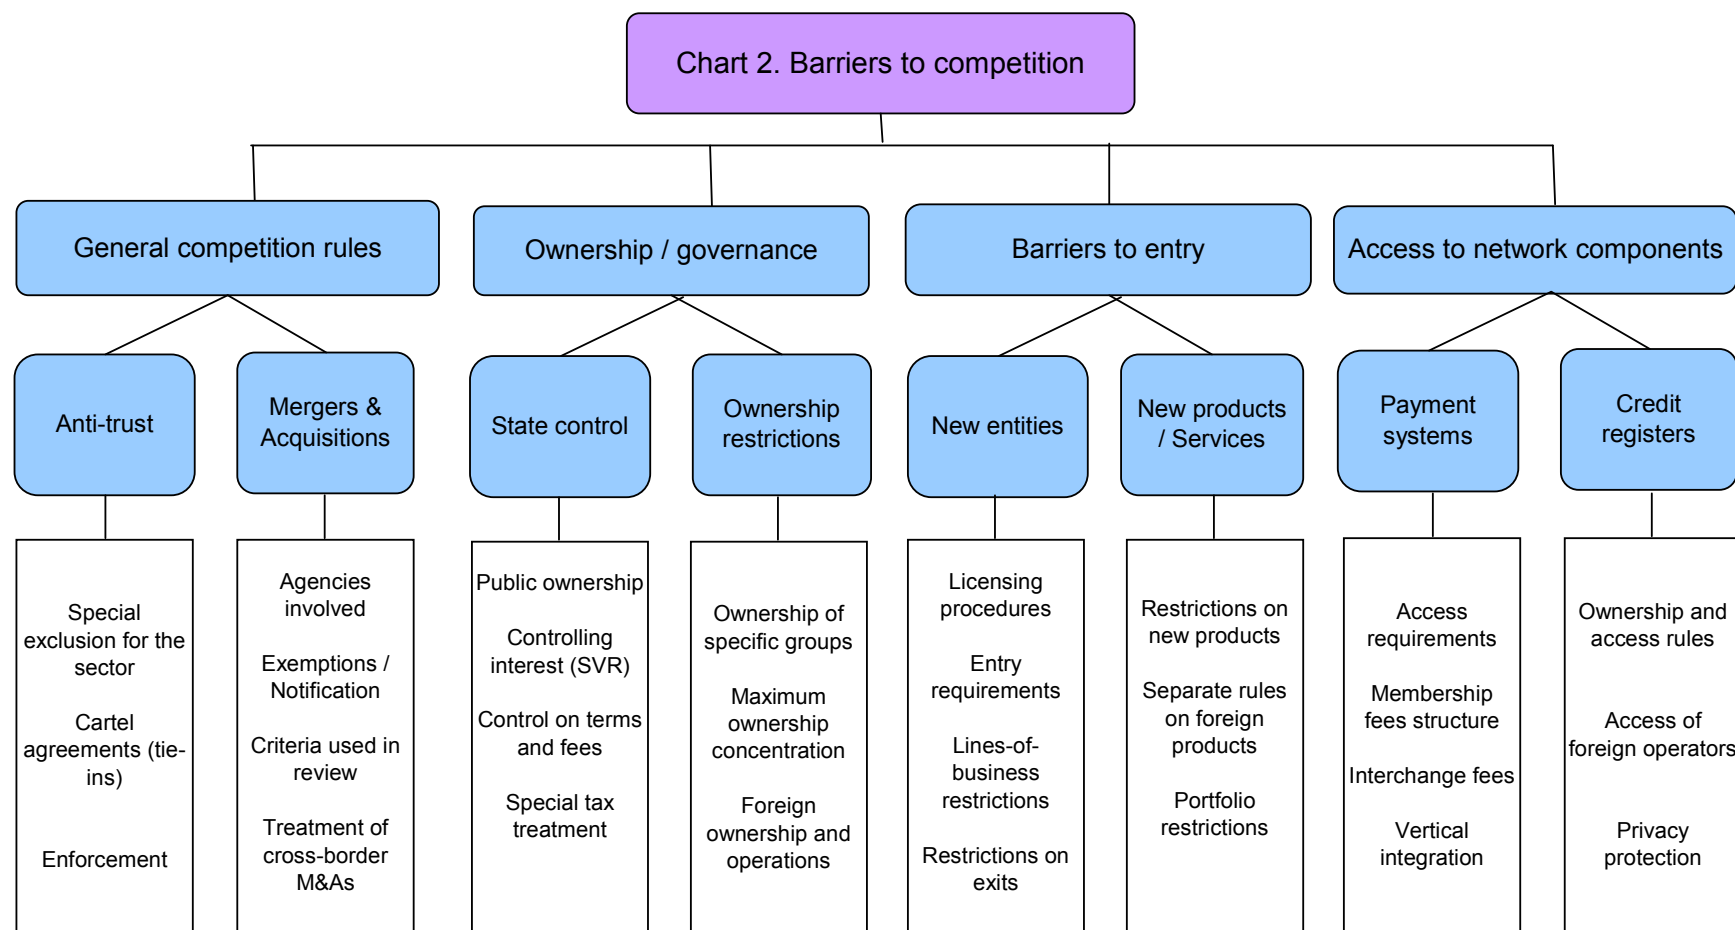 Chart 2. Barriers to competition
General competition rules
Ownership / governance
Barriers to entry
Access to network components
Anti-trust
Mergers &
Acquisitions
State control
Ownership
restrictions
New entities
New products
/ Services
Payment
systems
Credit
registers
Special
exclusion for the
sector
Cartel
agreements (tie-
ins)
Enforcement
Agencies
involved
Exemptions /
Notification
Criteria used in
review
Treatment of
cross-border
M&As
Public ownership
Controlling
interest (SVR)
Control on terms
and fees
Special tax
treatment
Ownership of
specific groups
Maximum
ownership
concentration
Foreign
ownership and
operations
Licensing
procedures
Entry
requirements
Lines-of-
business
restrictions
Restrictions on
exits
Restrictions on
new products
Separate rules
on foreign
products
Portfolio
restrictions
Access
requirements
Membership
fees structure
Interchange fees
Vertical
integration
Ownership and
access rules
Access of
foreign operators
Privacy
protection